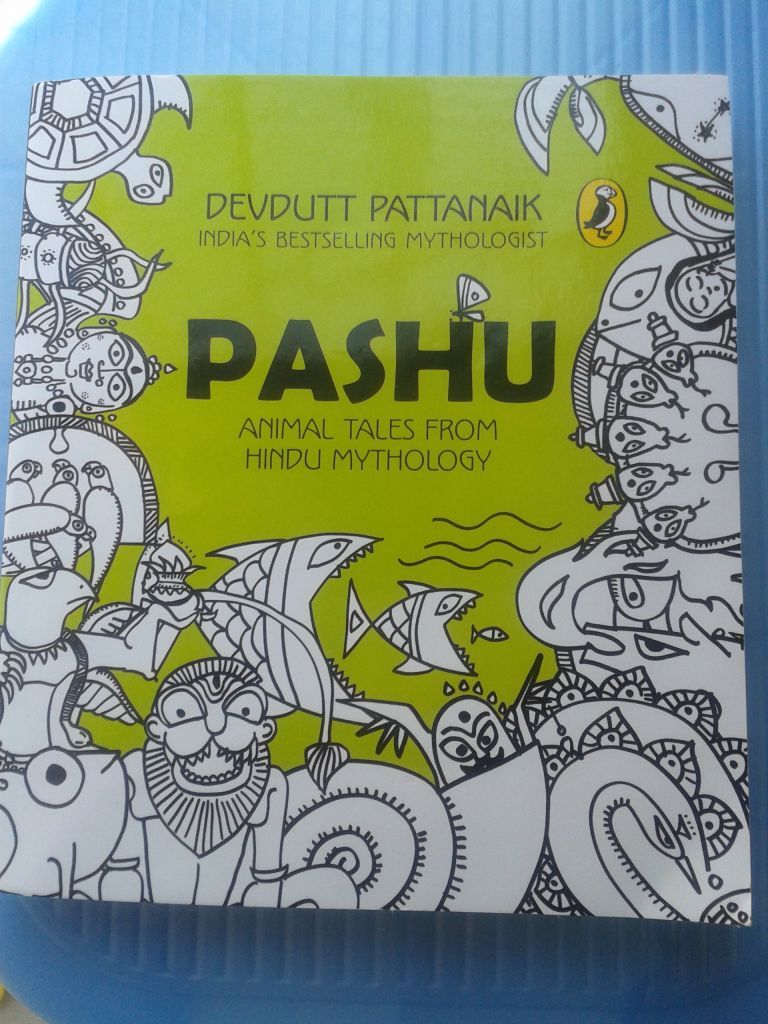 DEVDUTT PATTANAIK
INDIA'S BESTSELLING MYTHOLOGIST
PASHU
ANIMAL TALES FROM
HINDU MYTHOLOGY